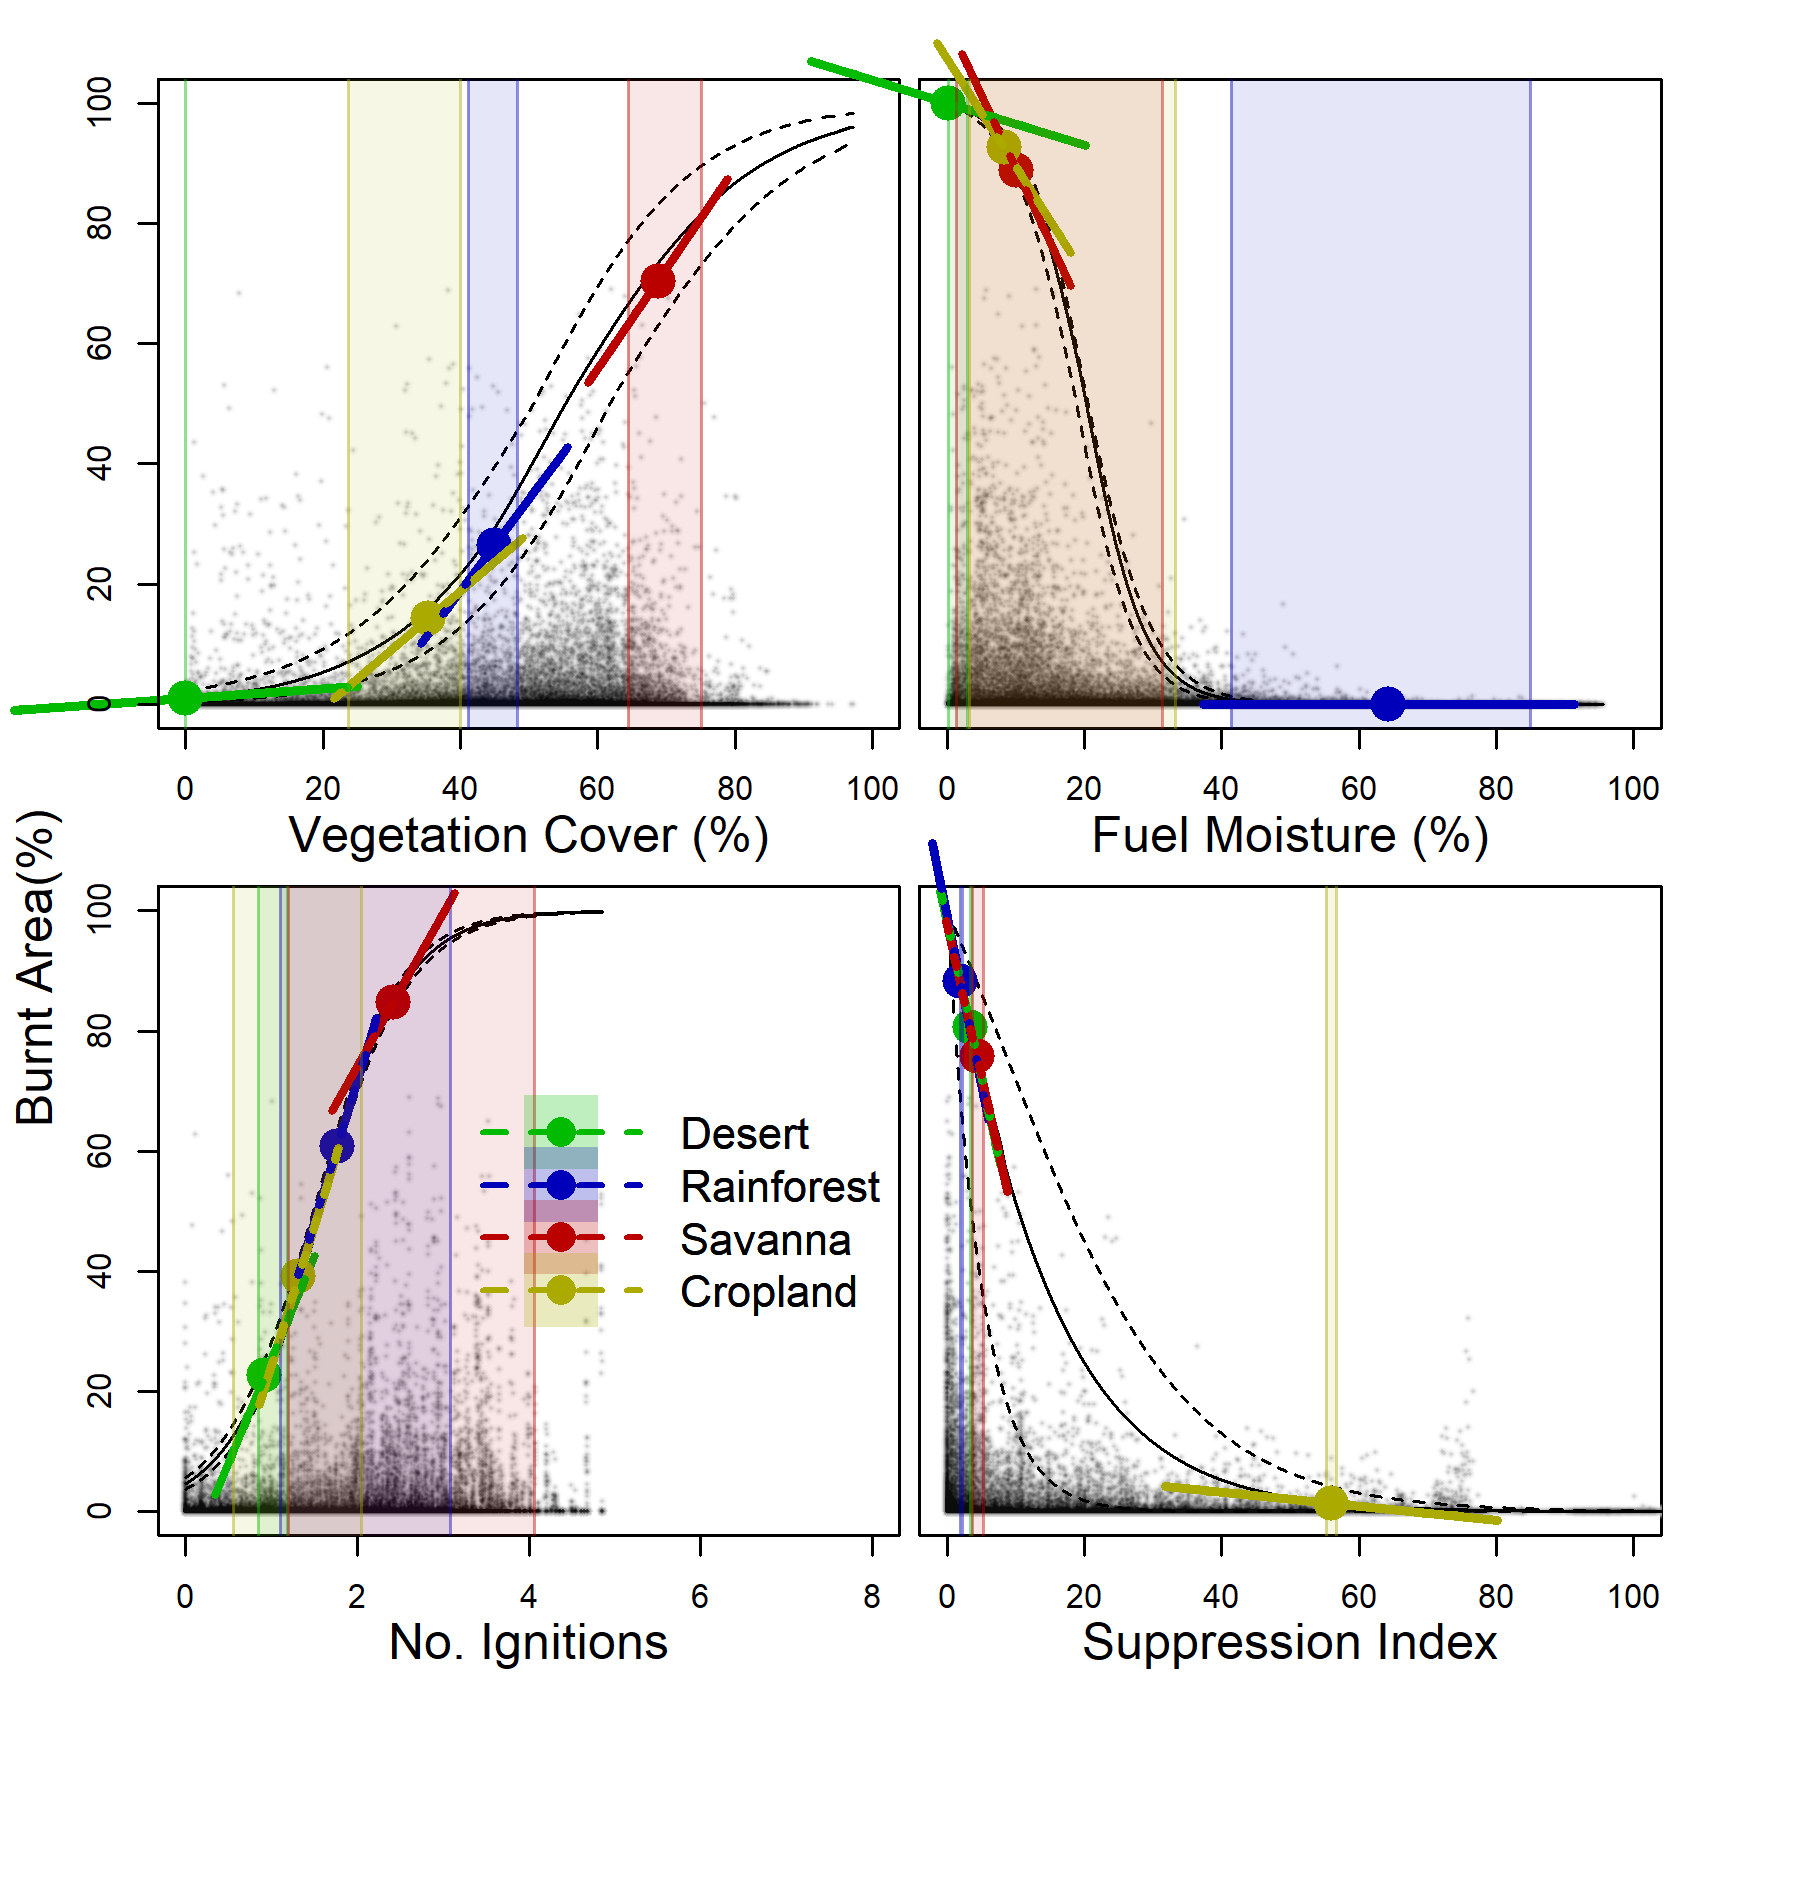 0 20 40 60 80 100
0 20 40 60 80 100
Vegetation Cover (%)
0 20 40 60 80 100
Fuel Moisture (%)
Burnt Area(%)
0 20 40 60 80 100
Desert
Rainforest
Savanna
Cropland
0 2 4 6 8
No. Ignitions
0 20 40 60 80 100
Suppression Index